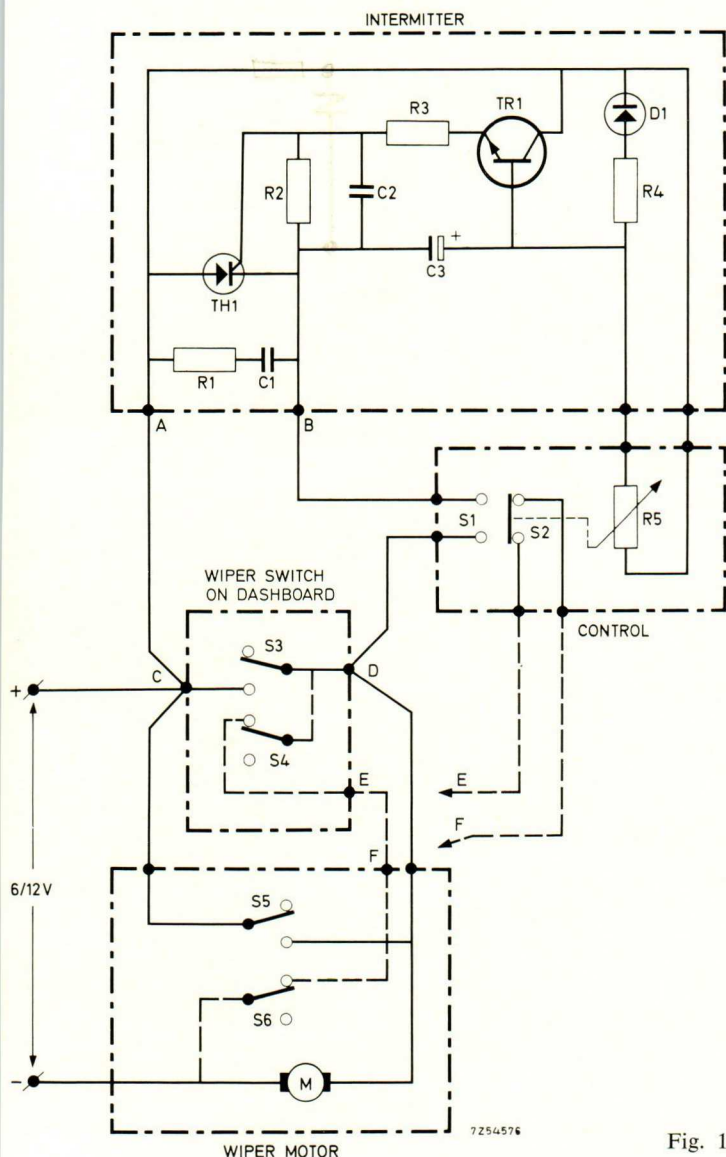 INTERMITTER
R3
TR1
D1
R2
C2
R4
C3
+
TH1
R1
C1
A
B
S1
S2
R5
CONTROL
WIPER SWITCH
ON DASHBOARD
S3
C
D
+
S4
E
E
F
F
6/12V
S5
S6
M
-
7Z54576
WIPER MOTOR
Fig. 1